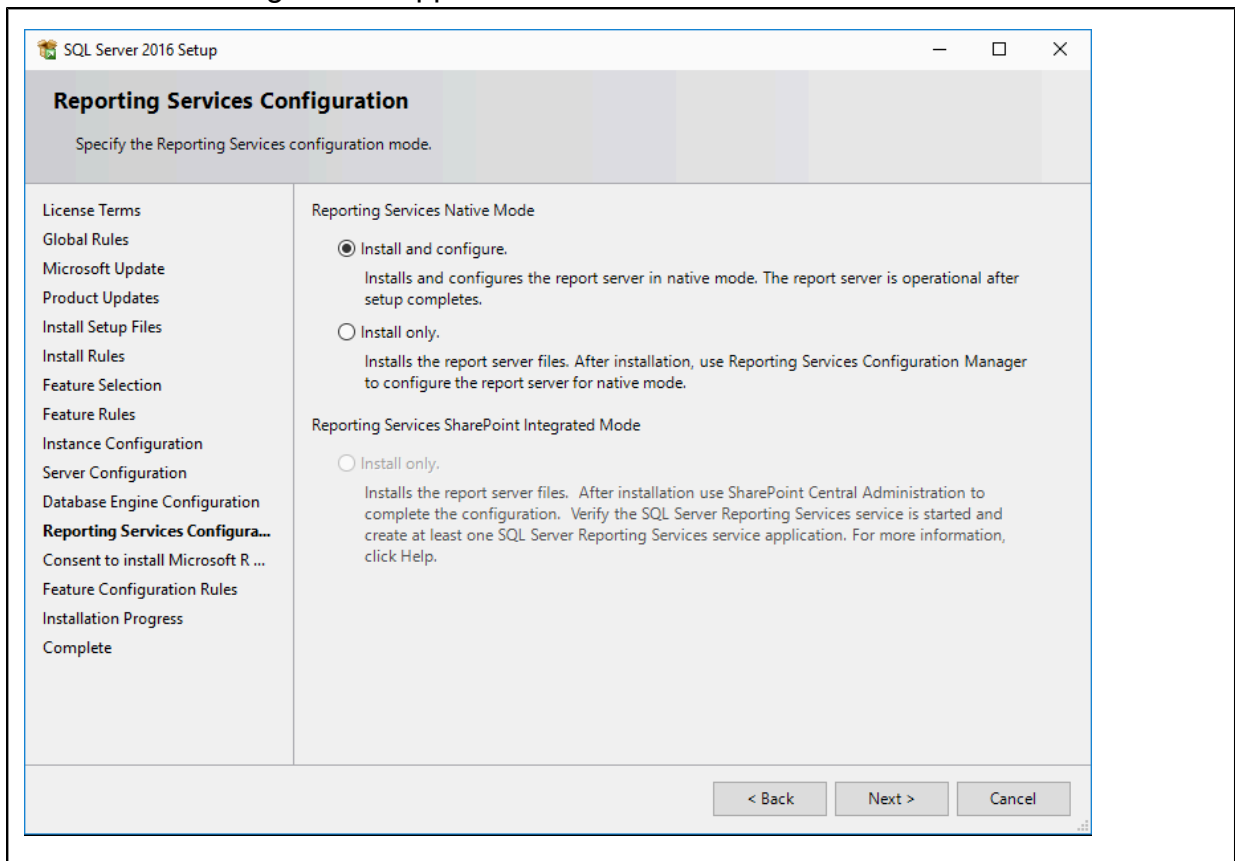 SQL Server 2016 Setup
Reporting Services Configuration
Specify the Reporting Services configuration mode.
License Terms
Global Rules
Microsoft Update
Product Updates
Install Setup Files
Install Rules
Feature Selection
Feature Rules
Instance Configuration
Server Configuration
Database Engine Configuration
Reporting Services Configura...
Consent to install Microsoft R ...
Feature Configuration Rules
Installation Progress
Complete
Reporting Services Native Mode
Install and configure.
Installs and configures the report server in native mode. The report server is operational after
setup completes.
Install only.
Installs the report server files. After installation, use Reporting Services Configuration Manager
to configure the report server for native mode.
Reporting Services SharePoint Integrated Mode
Install only.
Installs the report server files.  After installation use SharePoint Central Administration to
complete the configuration.  Verify the SQL Server Reporting Services service is started and
create at least one SQL Server Reporting Services service application. For more information,
click Help.
< Back
Next >
Cancel